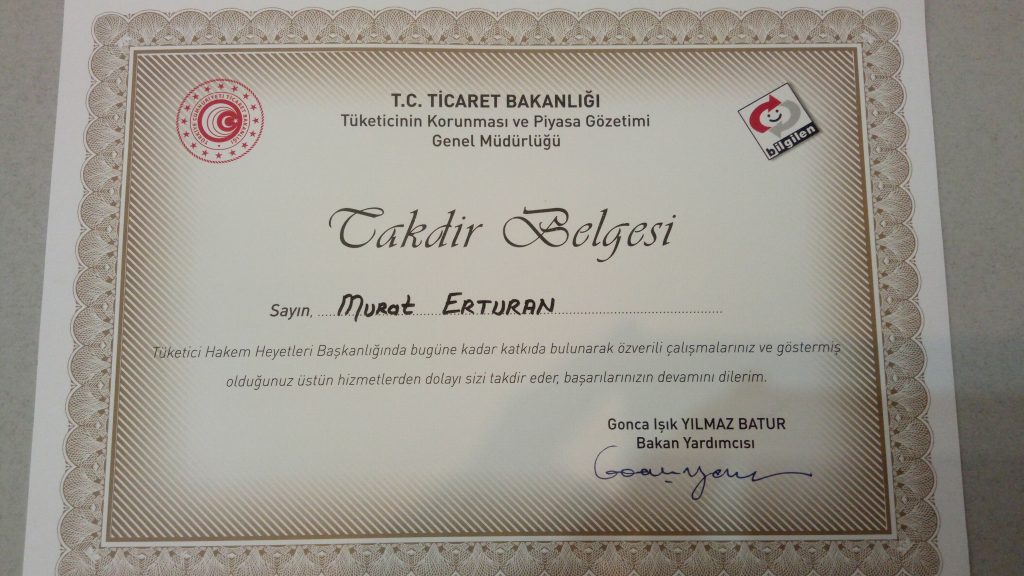 T.C. TİCARET BAKANLIĞI
Tüketicinin Korunması ve Piyasa Gözetimi
Genel Müdürlüğü
bilgilen
Takdir Belgesi
Sayın, Murat ERTURAN
Tüketici Hakem Heyetleri Başkanlığında bugüne kadar katkıda bulunarak özverili çalışmalarınız ve göstermiş
olduğunuz üstün hizmetlerden dolayı sizi takdir eder, başarılarınızın devamını dilerim.
Gonca Işık YILMAZ BATUR
Bakan Yardımcısı